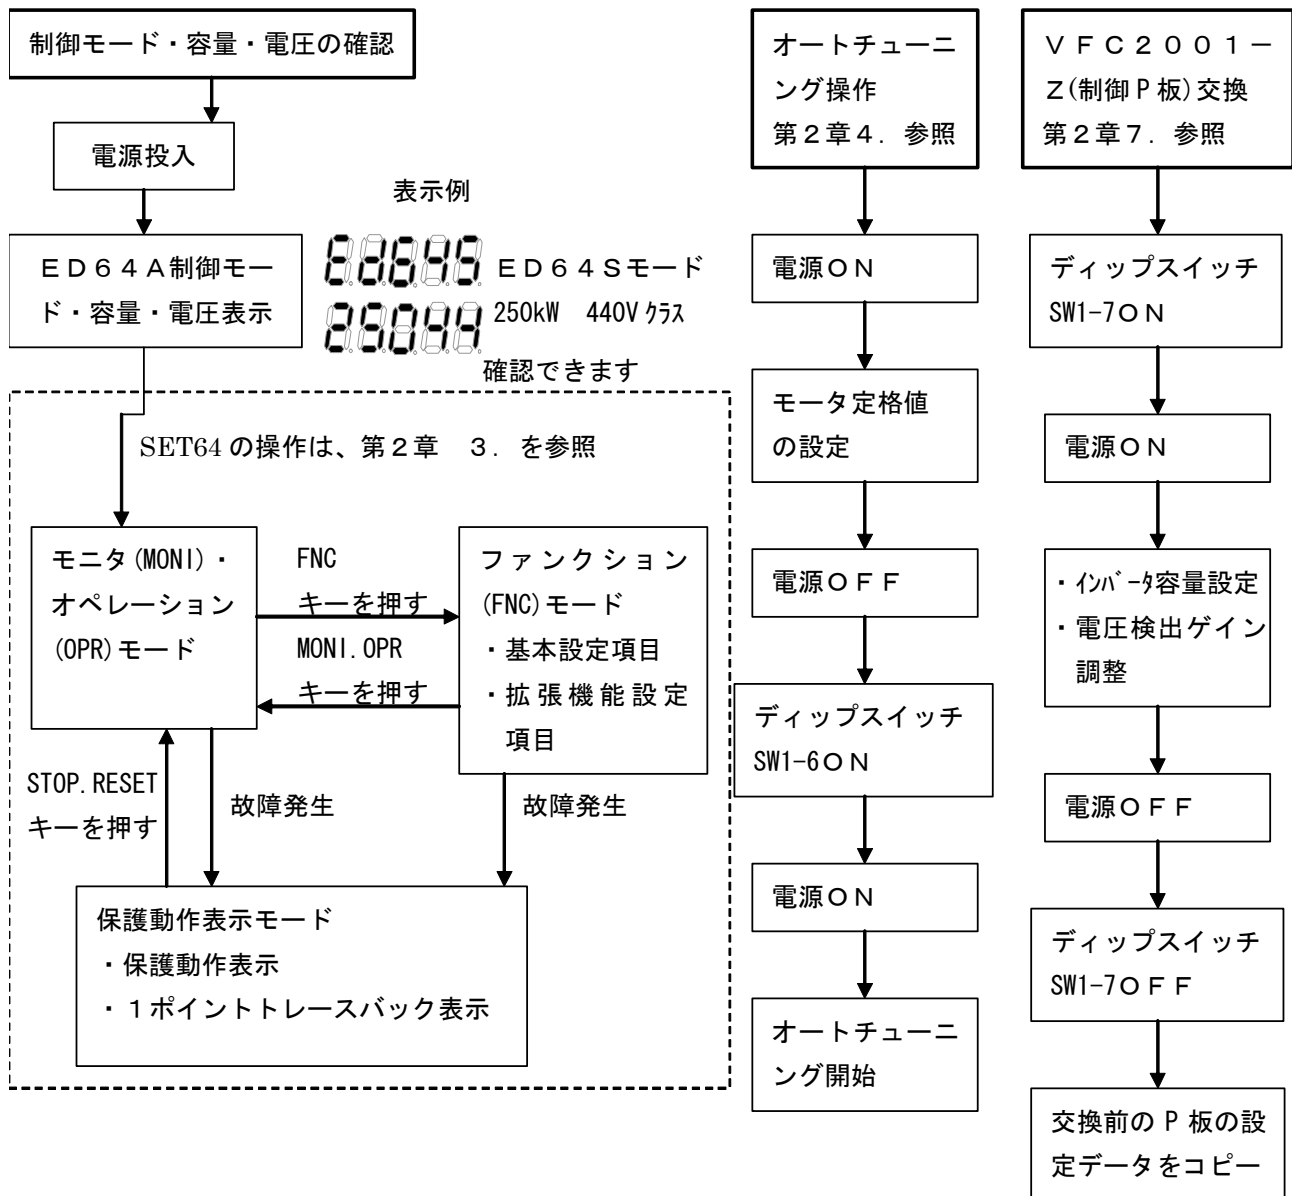 制御モード・容量・電圧の確認
電源投入
ＥＤ６４Ａ制御モー
ド・容量・電圧表示
表示例
Ed64S
25044
ＥＤ６４Ｓモード
250kW 440Vｸﾗｽ
確認できます
SET64 の操作は、第２章　３．を参照
モニタ(MONI)・
オペレーション
(OPR)モード
FNC
キーを押す
MONI.OPR
キーを押す
ファンクション
(FNC)モード
・基本設定項目
・拡張機能設定
項目
STOP.RESET
キーを押す
故障発生
故障発生
保護動作表示モード
・保護動作表示
・１ポイントトレースバック表示
オートチューニ
ング操作
第２章４．参照
電源ＯＮ
モータ定格値
の設定
電源ＯＦＦ
ディップスイッチ
SW1-6ＯＮ
電源ＯＮ
オートチューニ
ング開始
ＶＦＣ２００１－
Ｚ(制御Ｐ板)交換
第２章７．参照
ディップスイッチ
SW1-7ＯＮ
電源ＯＮ
・ｲﾝﾊﾞｰﾀ容量設定
・電圧検出ゲイン
調整
電源ＯＦＦ
ディップスイッチ
SW1-7ＯＦＦ
交換前の P 板の設
定データをコピー